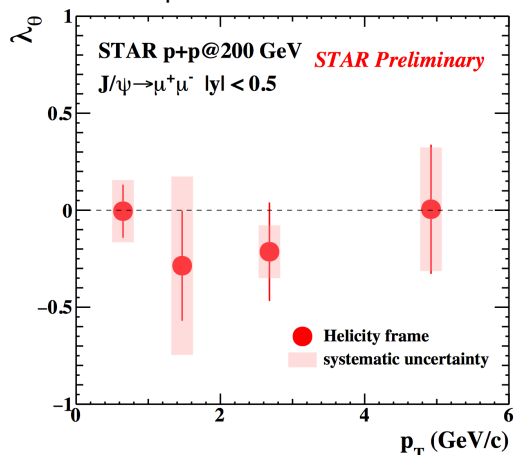 λθ
1
STAR p+p@200 GeV
STAR Preliminary
J/ψ→μ⁺μ⁻ |y| < 0.5
0.5
0
−0.5
Helicity frame
systematic uncertainty
−1
0 2 4 6
p_T (GeV/c)